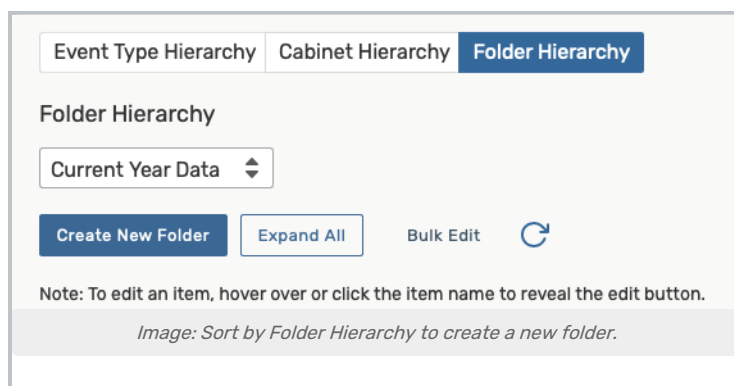 Event Type Hierarchy Cabinet Hierarchy Folder Hierarchy
Folder Hierarchy
Current Year Data
Create New Folder Expand All Bulk Edit
Note: To edit an item, hover over or click the item name to reveal the edit button.
Image: Sort by Folder Hierarchy to create a new folder.